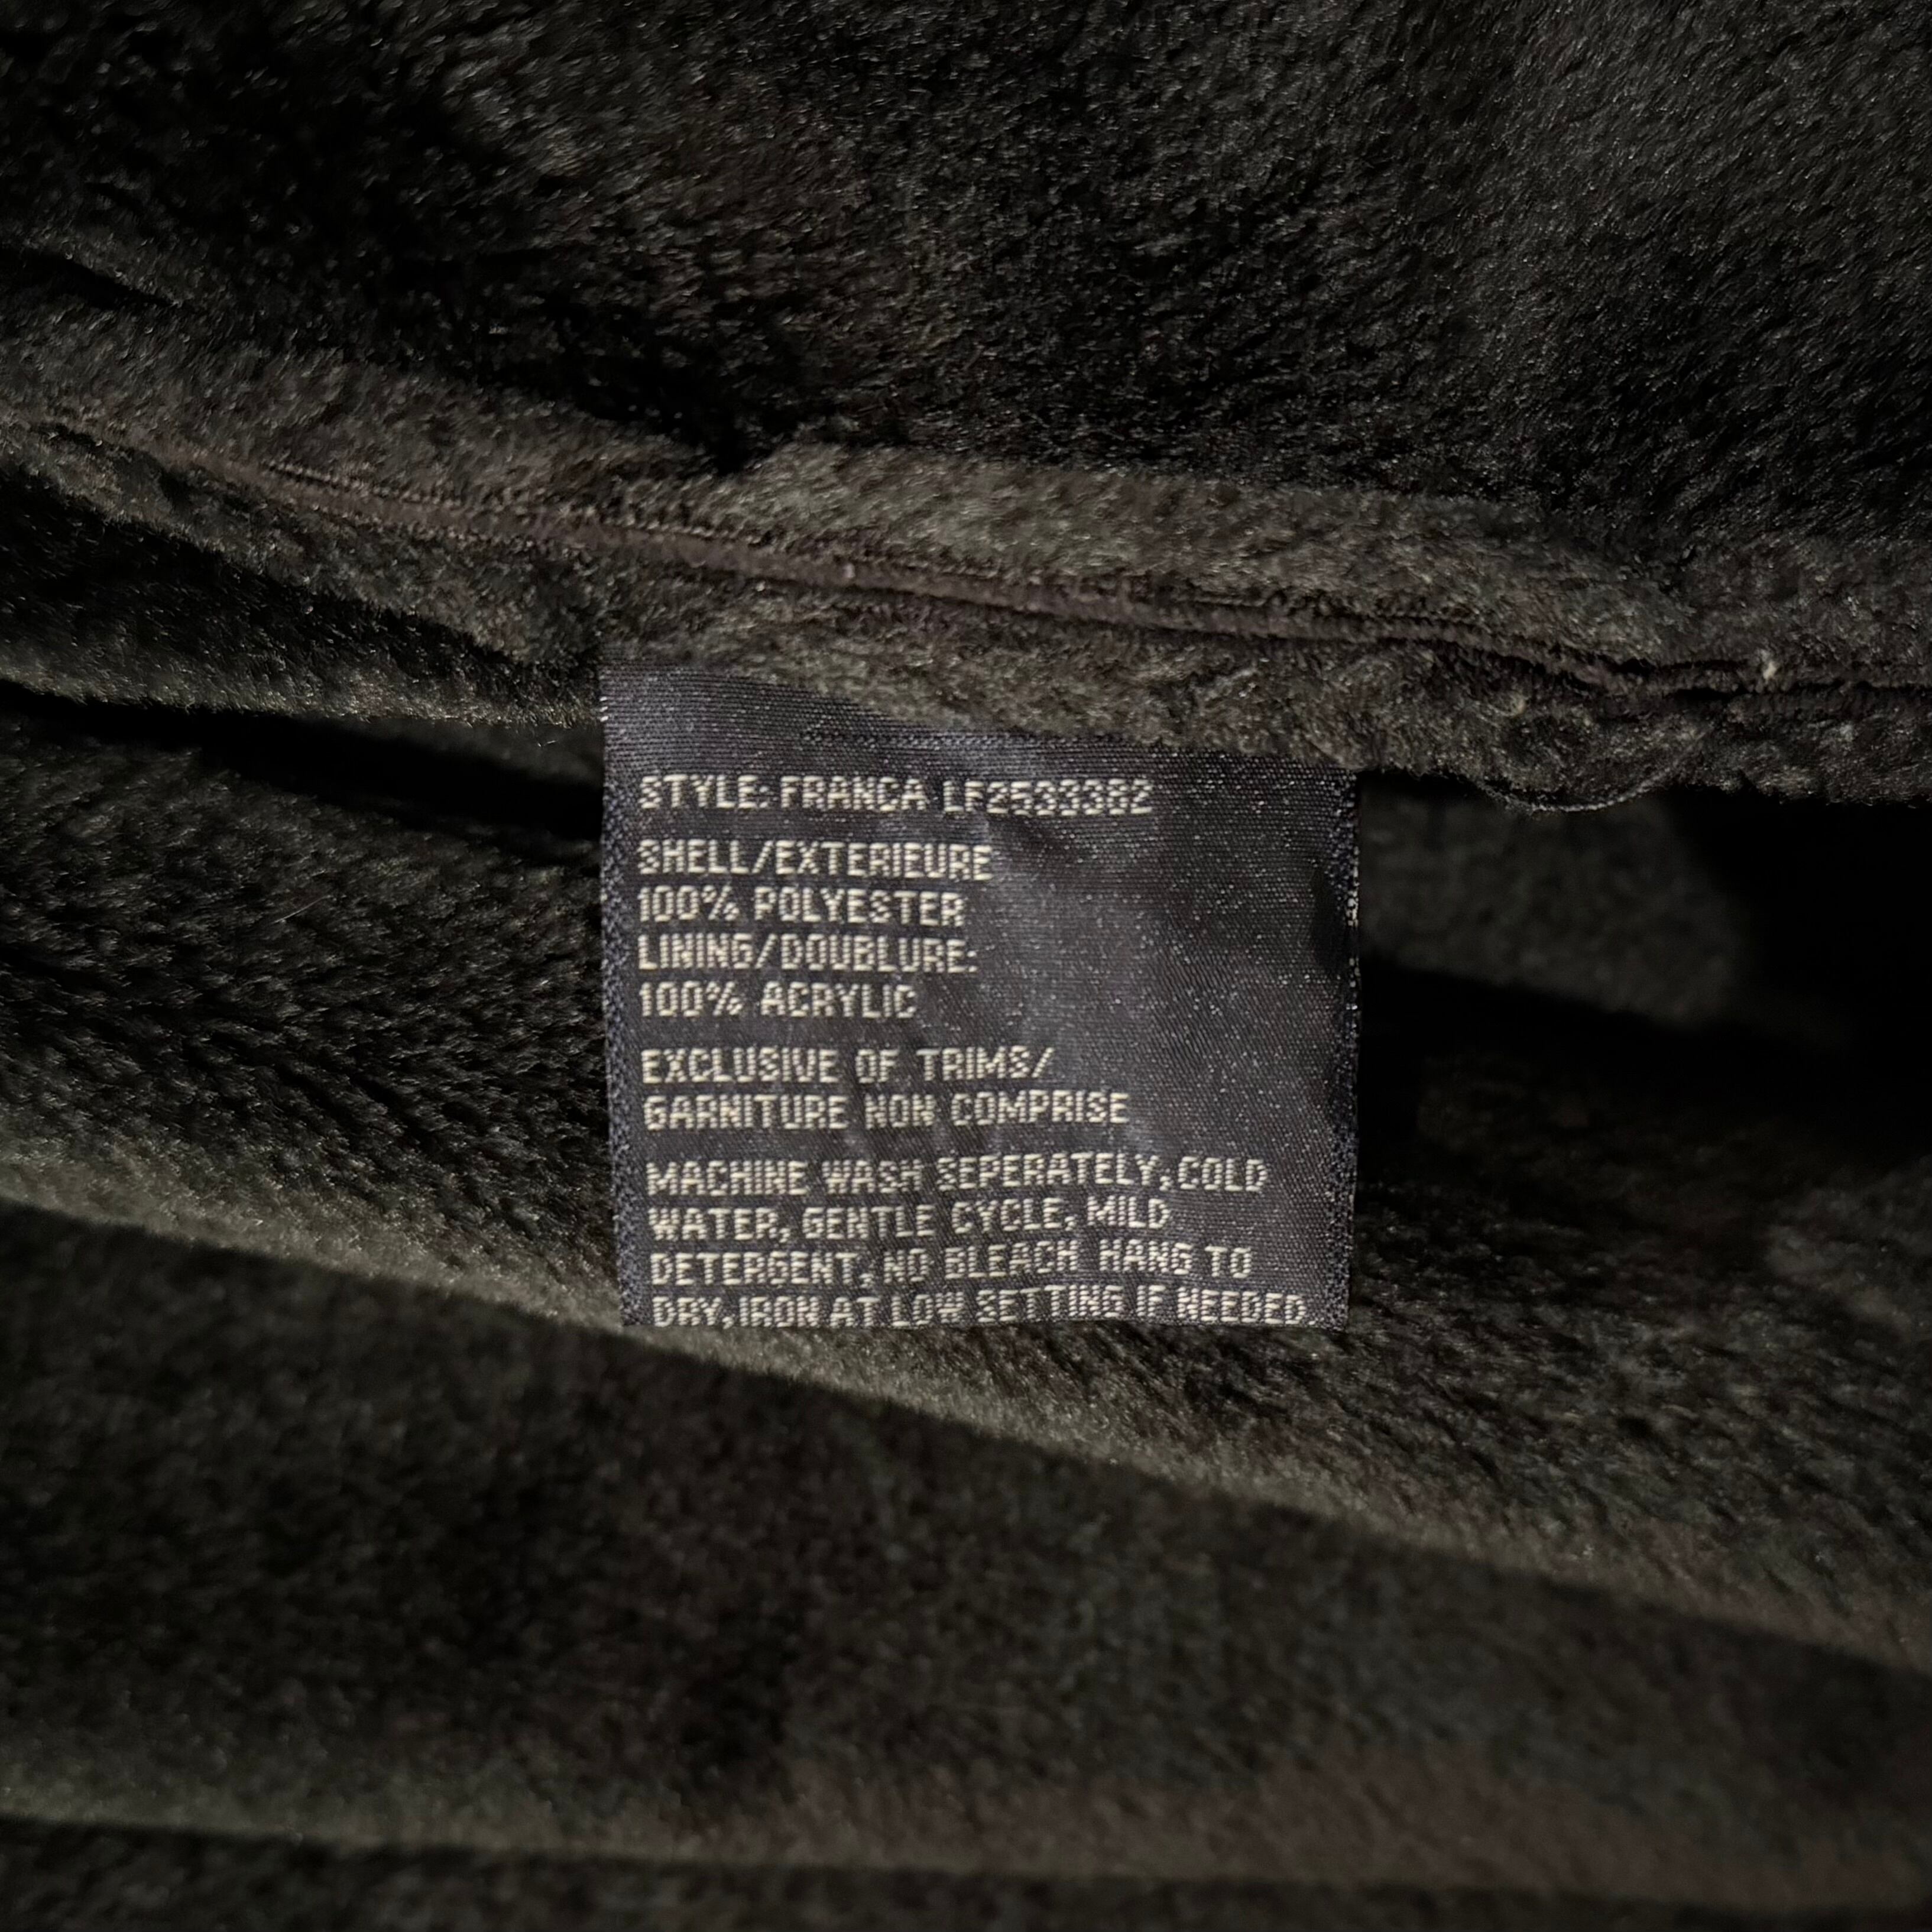 STYLE: FRANCA LF2533382
SHELL/EXTERIEURE
100% POLYESTER
LINING/DOUBLURE:
100% ACRYLIC
EXCLUSIVE OF TRIMS/
GARNITURE NON COMPRISE
MACHINE WASH SEPERATELY, COLD
WATER, GENTLE CYCLE, MILD
DETERGENT, NO BLEACH HANG TO
DRY, IRON AT LOW SETTING IF NEEDED.